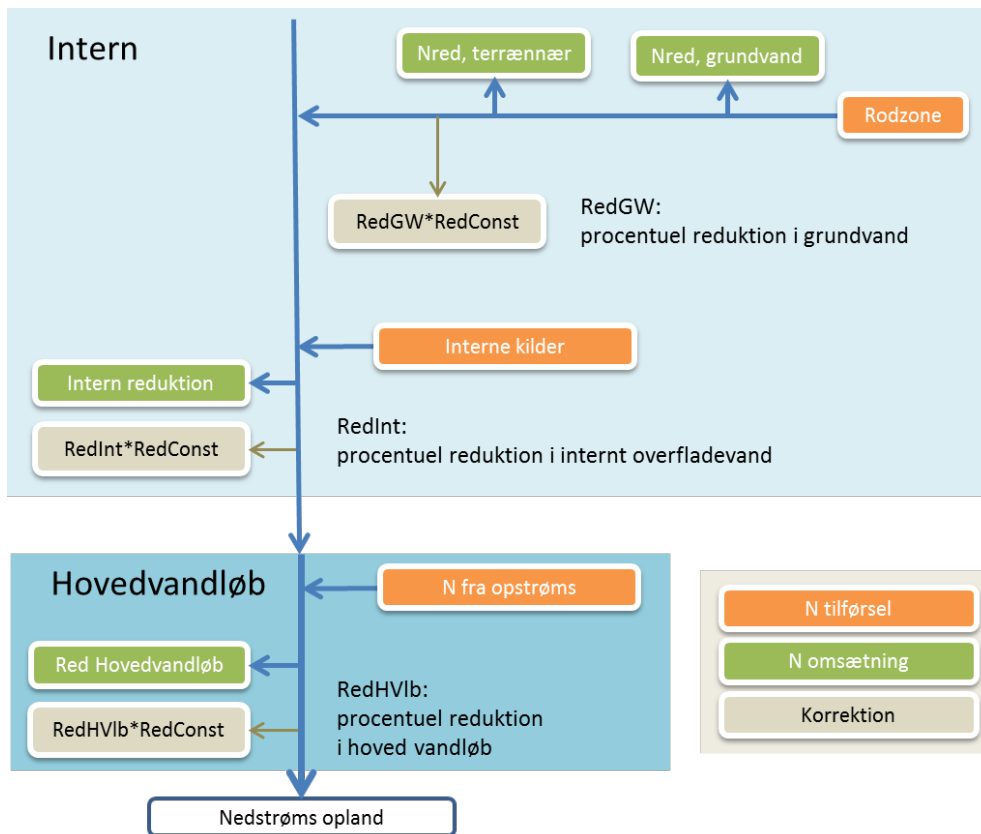 Intern
Nred, terrænnær
Nred, grundvand
Rodzone
RedGW*RedConst
RedGW:
procentuel reduktion i grundvand
Interne kilder
Intern reduktion
RedInt*RedConst
RedInt:
procentuel reduktion i internt overfladevand
Hovedvandløb
N fra opstrøms
Red Hovedvandløb
RedHVlb*RedConst
RedHVlb:
procentuel reduktion
i hoved vandløb
N tilførsel
N omsætning
Korrektion
Nedstrøms opland